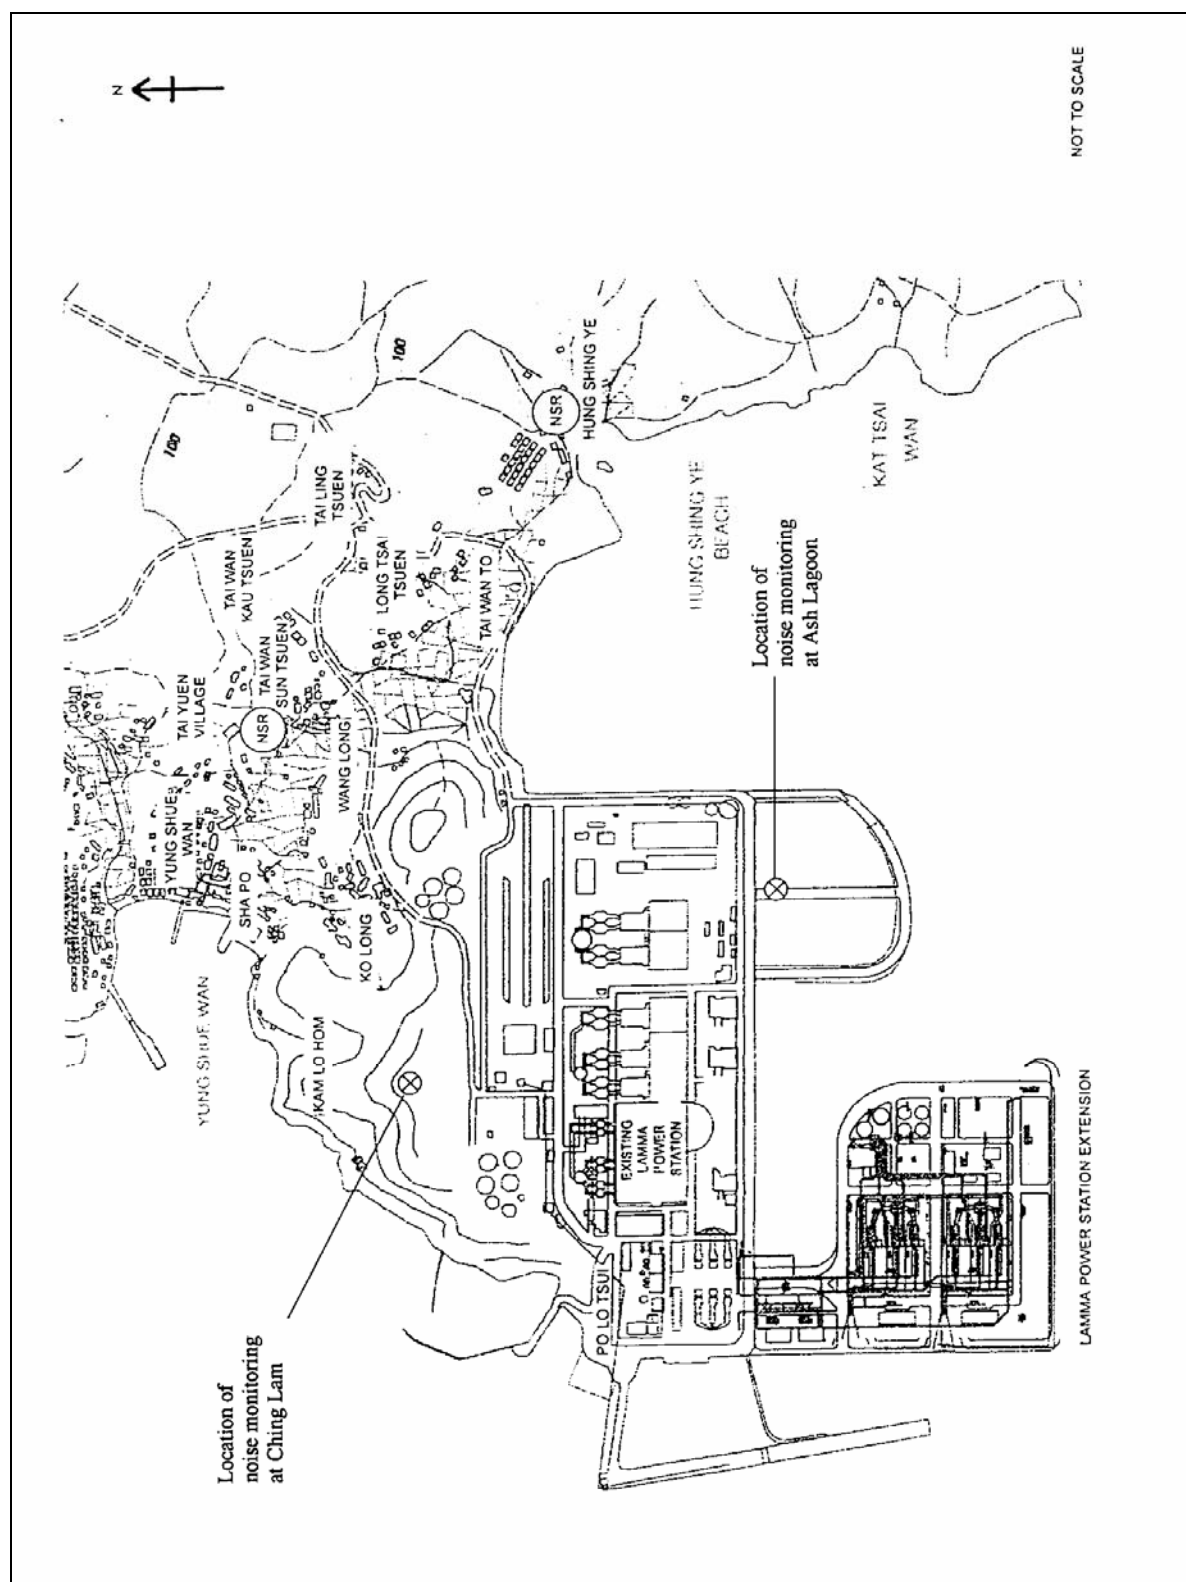 N
NOT TO SCALE
Location of
noise monitoring
at Ching Lam
YUNG SHUE WAN
YUNG SHUE
WAN
TAI YUEN
VILLAGE
SHA PO
NSR
TAI WAN
SUN TSUEN
TAI WAN
KAU TSUEN
100
KAM LO HOM
KO LONG
WANG LONG
TAI LING
TSUEN
LONG TSAI
TSUEN
100
TAI WAN TO
NSR
HUNG SHING YE
PO LO TSUI
EXISTING
LAMMA
POWER
STATION
HUNG SHING YE
BEACH
Location of
noise monitoring
at Ash Lagoon
KAT TSAI
WAN
LAMMA POWER STATION EXTENSION